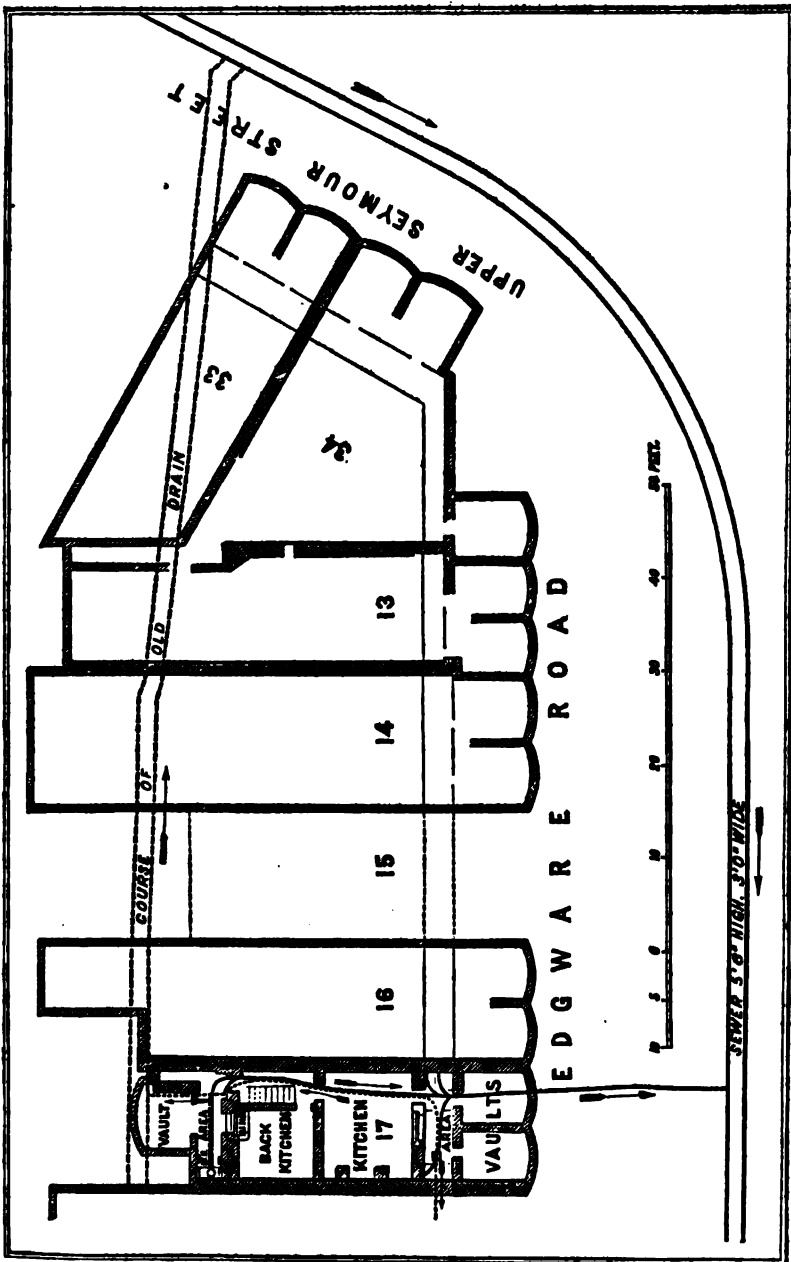 UPPER SEYMOUR STREET
33
34
COURSE OF OLD DRAIN
13
14
15
16
17
VAULT
AREA
BACK
KITCHEN
KITCHEN
AREA
VAULTS
EDGWARE ROAD
10 5 0 10 20 30 40 50 FEET.
SEWER 5'6" HIGH. 3'0" WIDE